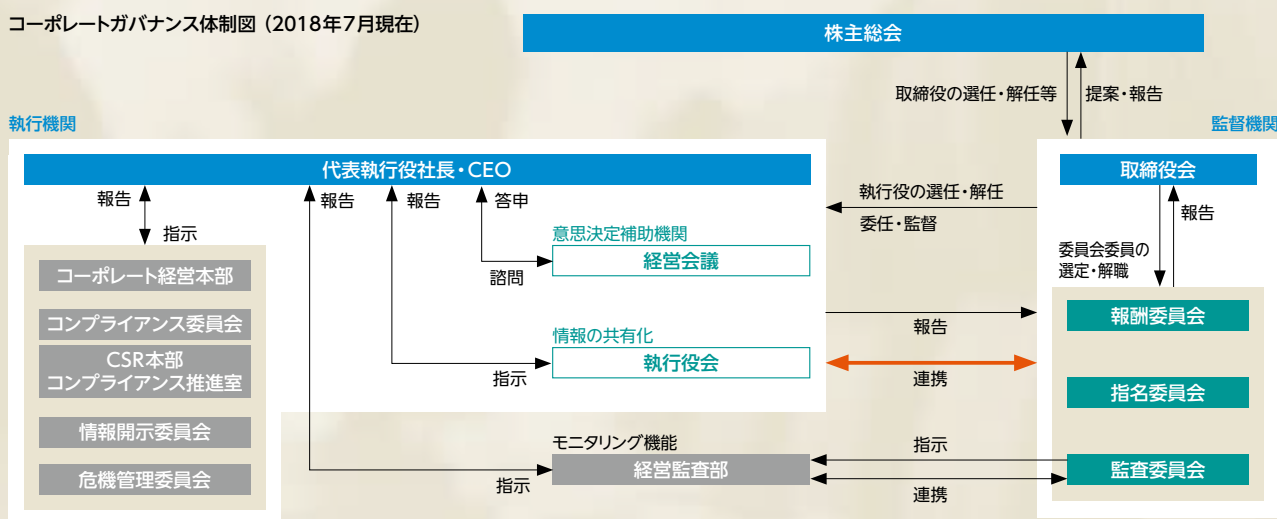 コーポレートガバナンス体制図（2018年7月現在）
株主総会
取締役の選任・解任等
提案・報告
執行機関
監督機関
代表執行役社長・CEO
取締役会
報告
指示
報告
報告
答申
執行役の選任・解任
委任・監督
報告
委員会委員の
選定・解職
意思決定補助機関
経営会議
諮問
コーポレート経営本部
コンプライアンス委員会
CSR本部
コンプライアンス推進室
情報開示委員会
危機管理委員会
情報の共有化
執行役会
指示
報告
連携
報酬委員会
指名委員会
監査委員会
モニタリング機能
経営監査部
指示
指示
連携